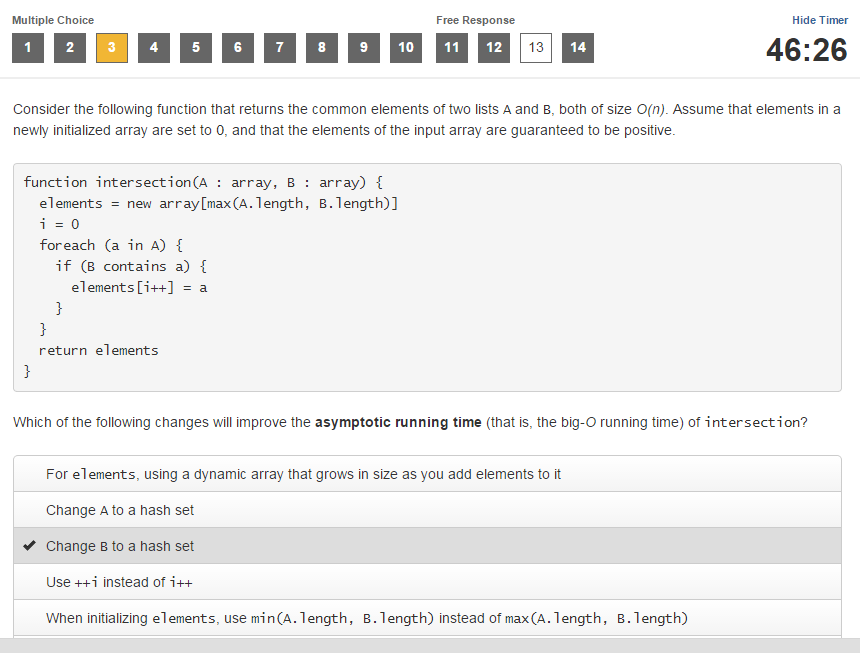 Multiple Choice
Free Response
Hide Timer
1 2 3 4 5 6 7 8 9 10 11 12 13 14
46:26
Consider the following function that returns the common elements of two lists A and B, both of size O(n). Assume that elements in a
newly initialized array are set to 0, and that the elements of the input array are guaranteed to be positive.
function intersection(A : array, B : array) {
  elements = new array[max(A.length, B.length)]
  i = 0
  foreach (a in A) {
    if (B contains a) {
      elements[i++] = a
    }
  }
  return elements
}
Which of the following changes will improve the asymptotic running time (that is, the big-O running time) of intersection?
For elements, using a dynamic array that grows in size as you add elements to it
Change A to a hash set
✔ Change B to a hash set
Use ++i instead of i++
When initializing elements, use min(A.length, B.length) instead of max(A.length, B.length)